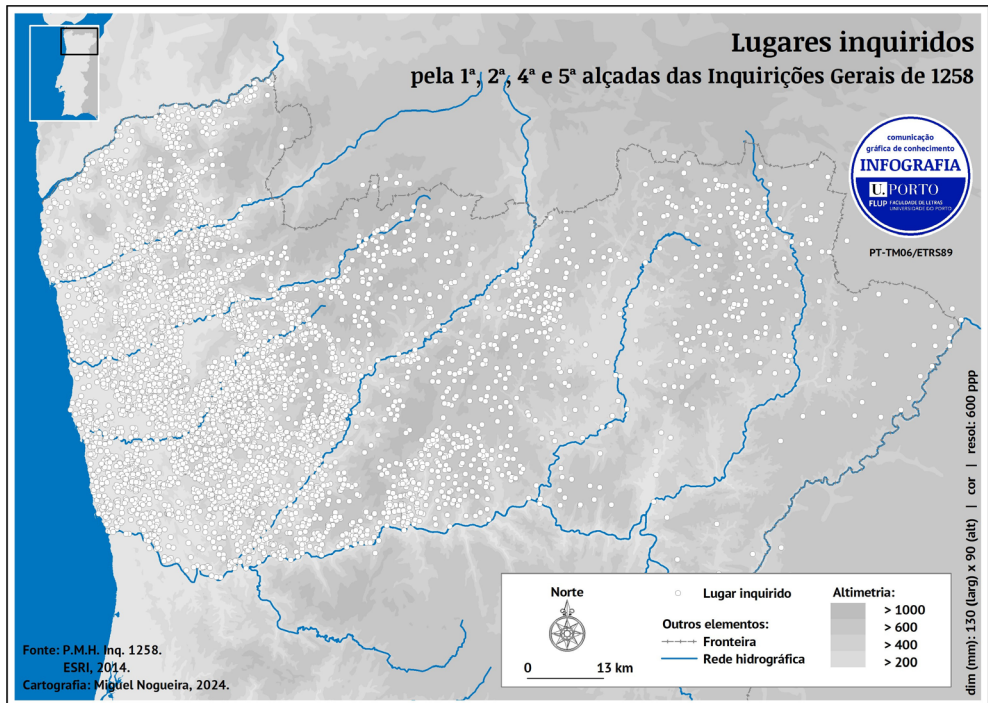 Lugares inquiridos
pela 1ª, 2ª, 4ª e 5ª alçadas das Inquirições Gerais de 1258
comunicação
gráfica de conhecimento
INFOGRAFIA
U. PORTO
FLUP FACULDADE DE LETRAS
UNIVERSIDADE DO PORTO
PT-TM06/ETRS89
dim (mm): 130 (larg) x 90 (alt) | cor | resol: 600 ppp
Norte
0 13 km
Lugar inquirido
Outros elementos:
Fronteira
Rede hidrográfica
Altimetria:
> 1000
> 600
> 400
> 200
Fonte: P.M.H. Inq. 1258.
ESRI, 2014.
Cartografia: Miguel Nogueira, 2024.